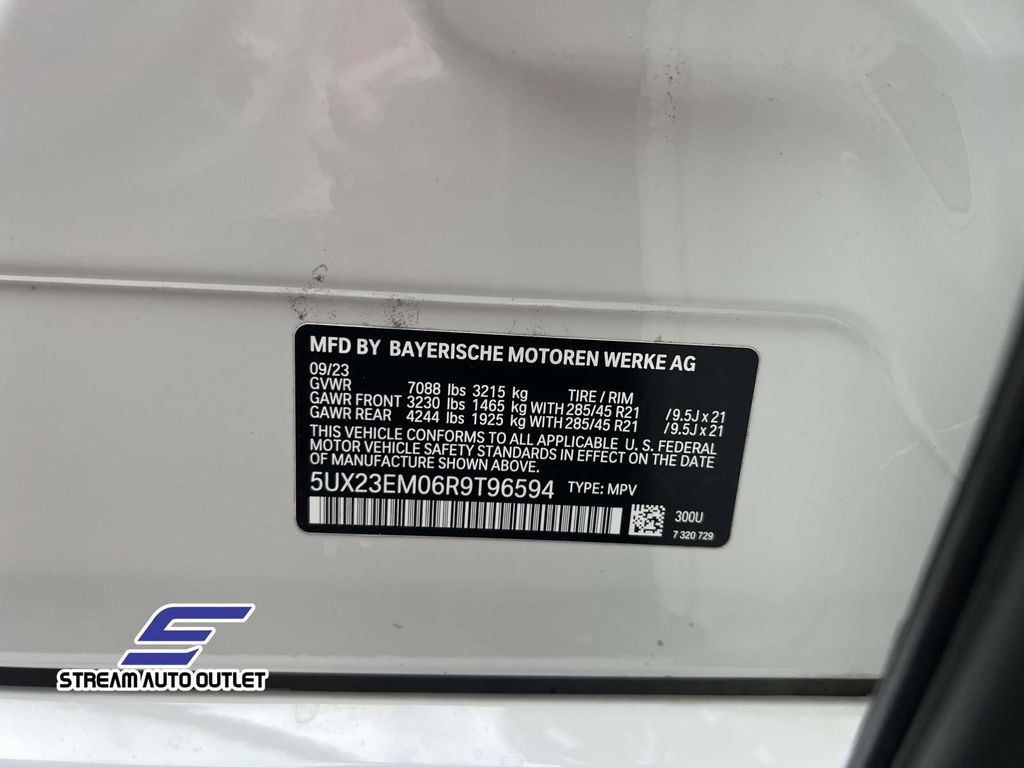 MFD BY BAYERISCHE MOTOREN WERKE AG
09/23
GVWR 7088 lbs 3215 kg TIRE / RIM
GAWR FRONT 3230 lbs 1465 kg WITH 285/45 R21 / 9.5J x 21
GAWR REAR 4244 lbs 1925 kg WITH 285/45 R21 / 9.5J x 21
THIS VEHICLE CONFORMS TO ALL APPLICABLE U. S. FEDERAL
MOTOR VEHICLE SAFETY STANDARDS IN EFFECT ON THE DATE
OF MANUFACTURE SHOWN ABOVE.
5UX23EM06R9T96594 TYPE: MPV
300U
7 320 729
STREAM AUTO OUTLET